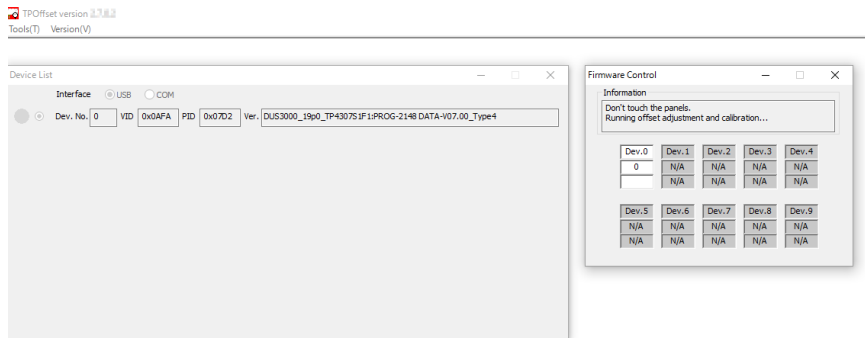 TPOffset version
Tools(T) Version(V)
Device List
Interface USB COM
Dev. No. 0 VID 0x0AFA PID 0x07D2 Ver. DUS3000_19p0_TP4307S1F1:PROG-2148 DATA-V07.00_Type4
Firmware Control
Information
Don't touch the panels.
Running offset adjustment and calibration...
Dev.0 Dev.1 Dev.2 Dev.3 Dev.4
0 N/A N/A N/A N/A
N/A N/A N/A N/A
Dev.5 Dev.6 Dev.7 Dev.8 Dev.9
N/A N/A N/A N/A N/A
N/A N/A N/A N/A N/A